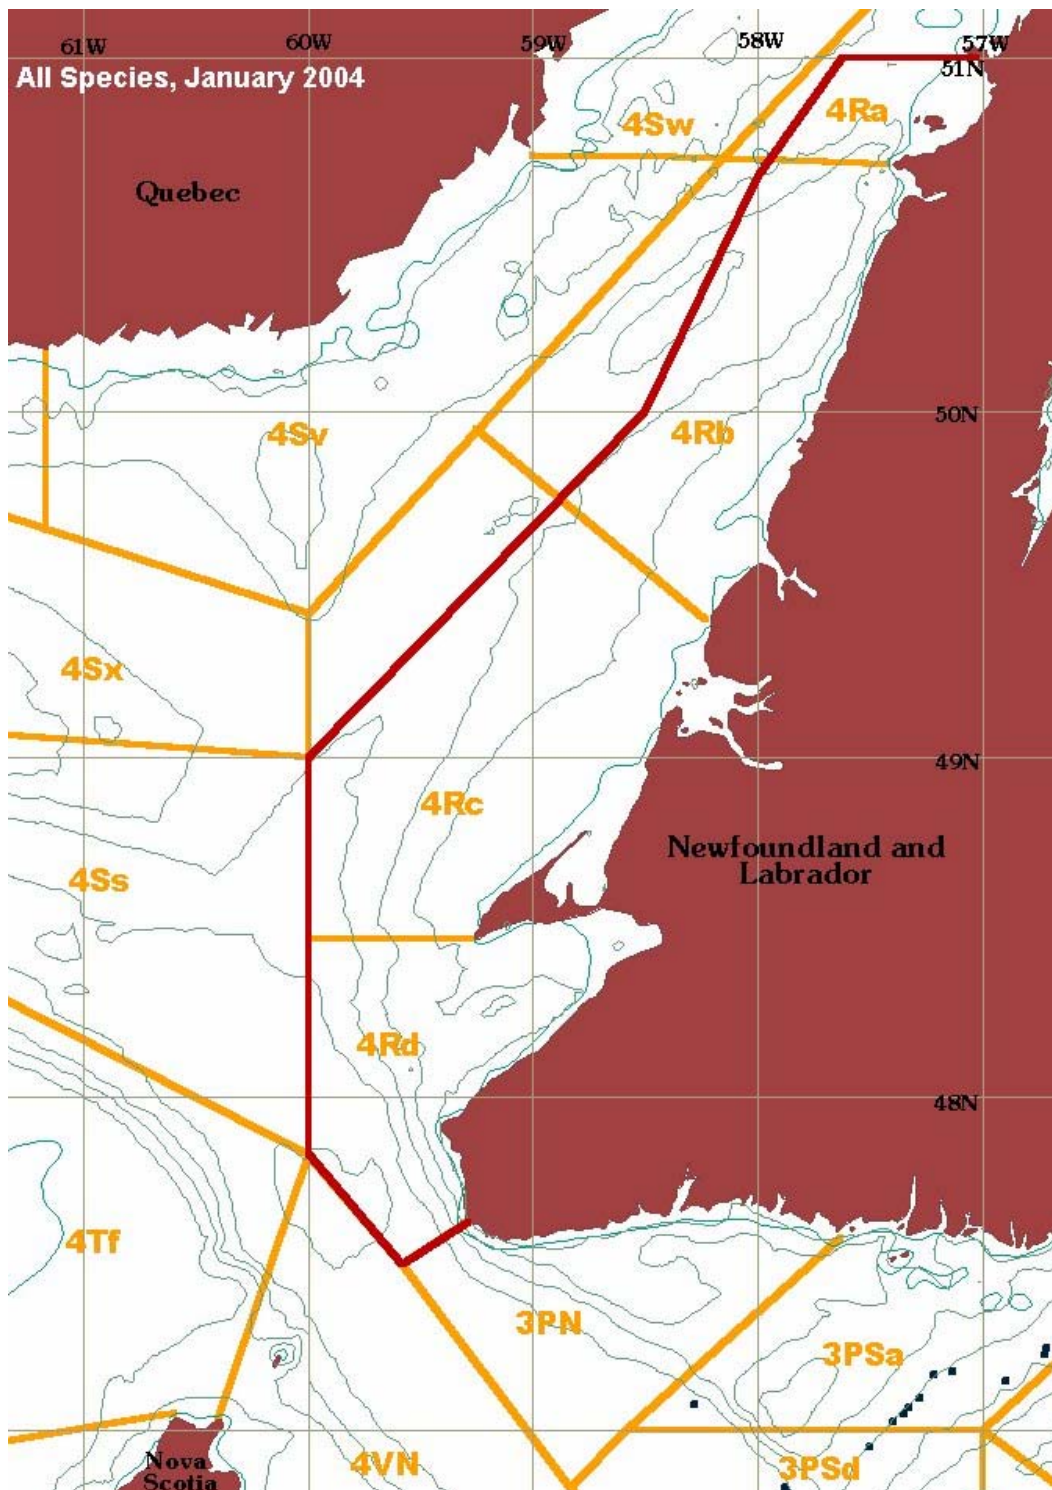 61W
60W
59W
58W
57W
51N
All Species, January 2004
4Ra
4Sw
Quebec
50N
4Sv
4Rb
4Sx
49N
4Rc
Newfoundland and
Labrador
4Ss
4Rd
48N
4Tf
3PN
3PSa
4VN
Nova
Scotia
3PSd